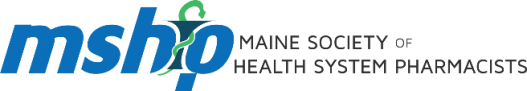 mship
MAINE SOCIETY OF
HEALTH SYSTEM PHARMACISTS